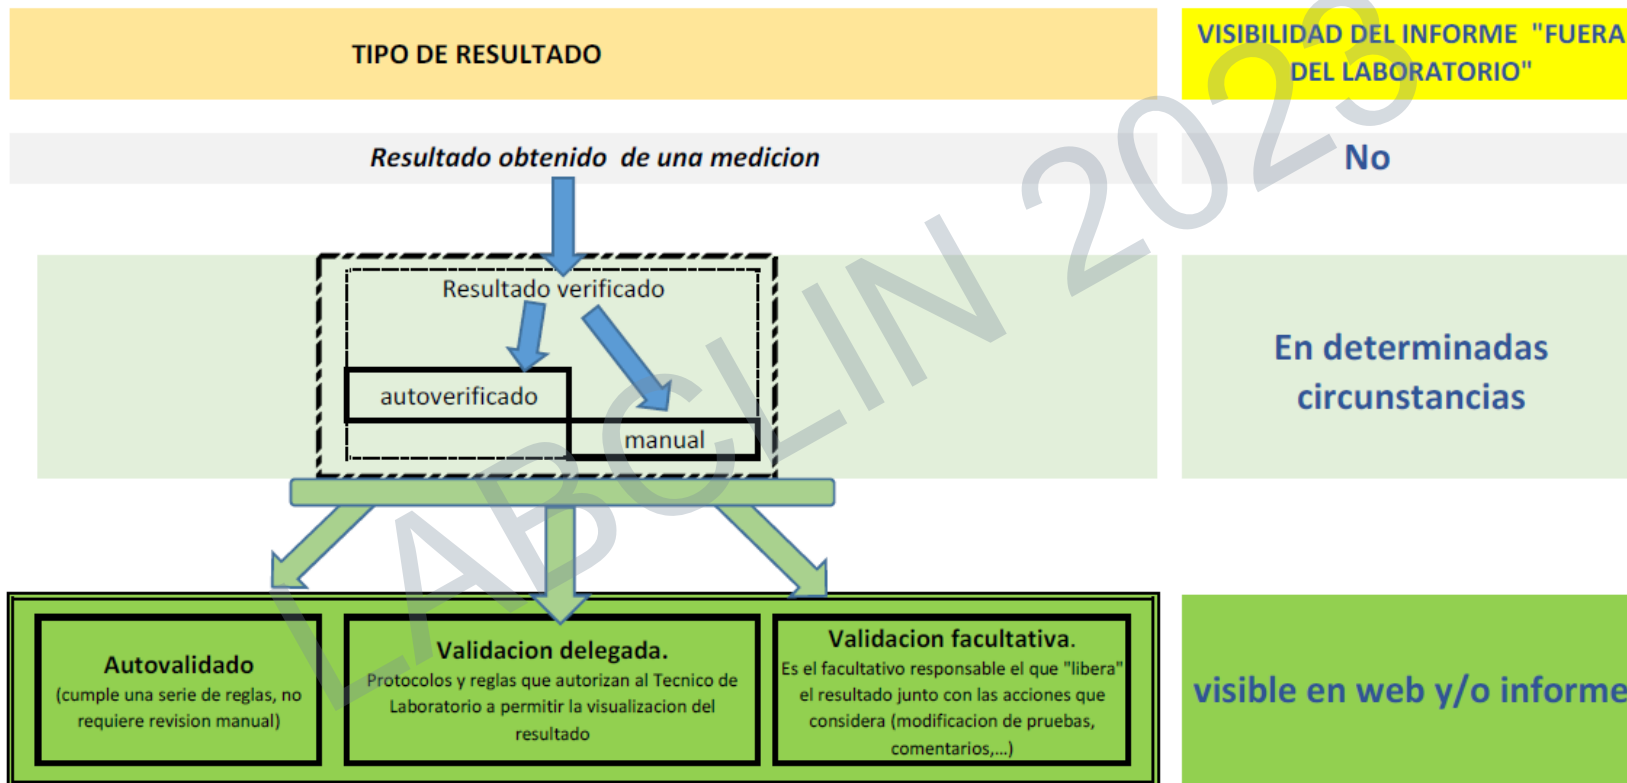 TIPO DE RESULTADO
VISIBILIDAD DEL INFORME "FUERA
DEL LABORATORIO"
Resultado obtenido de una medicion
No
Resultado verificado
autoverificado
manual
En determinadas
circunstancias
Autovalidado
(cumple una serie de reglas, no
requiere revision manual)
Validacion delegada.
Protocolos y reglas que autorizan al Tecnico de
Laboratorio a permitir la visualizacion del
resultado
Validacion facultativa.
Es el facultativo responsable el que "libera"
el resultado junto con las acciones que
considera (modificacion de pruebas,
comentarios,...)
visible en web y/o informe
LABCLIN 2023